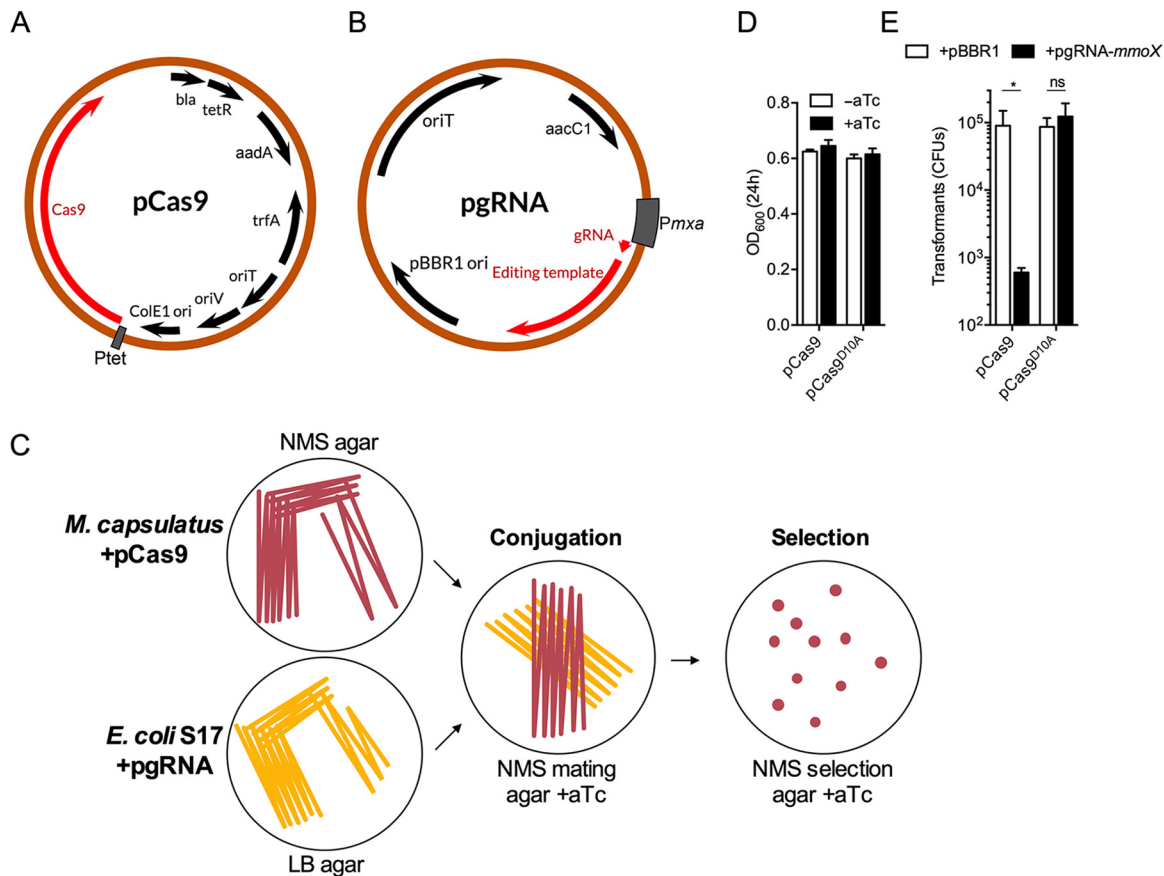 A
bla
tetR
aadA
trfA
oriT
oriV
ColE1 ori
Ptet
Cas9
pCas9
B
oriT
aacC1
Pmxa
gRNA
Editing template
pBBR1 ori
pgRNA
D
–aTc
+aTc
OD600 (24h)
0.8
0.6
0.4
0.2
0.0
pCas9
pCas9D10A
E
+pBBR1
+pgRNA-mmoX
*
ns
Transformants (CFUs)
10^5
10^4
10^3
10^2
pCas9
pCas9D10A
C
NMS agar
M. capsulatus
+pCas9
E. coli S17
+pgRNA
LB agar
Conjugation
NMS mating
agar +aTc
Selection
NMS selection
agar +aTc